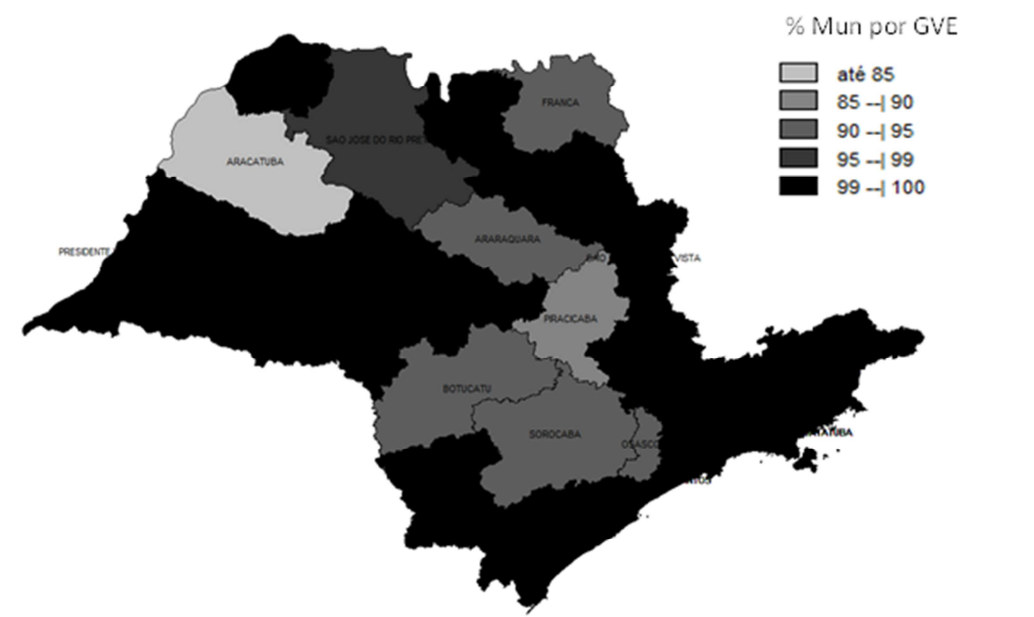 % Mun por GVE
até 85
85 --| 90
90 --| 95
95 --| 99
99 --| 100
FRANCA
SAO JOSE DO RIO PRET
ARACATUBA
ARARAQUARA
PRESIDENTE
VISTA
PIRACICABA
BOTUCATU
SOROCABA
OSASCO